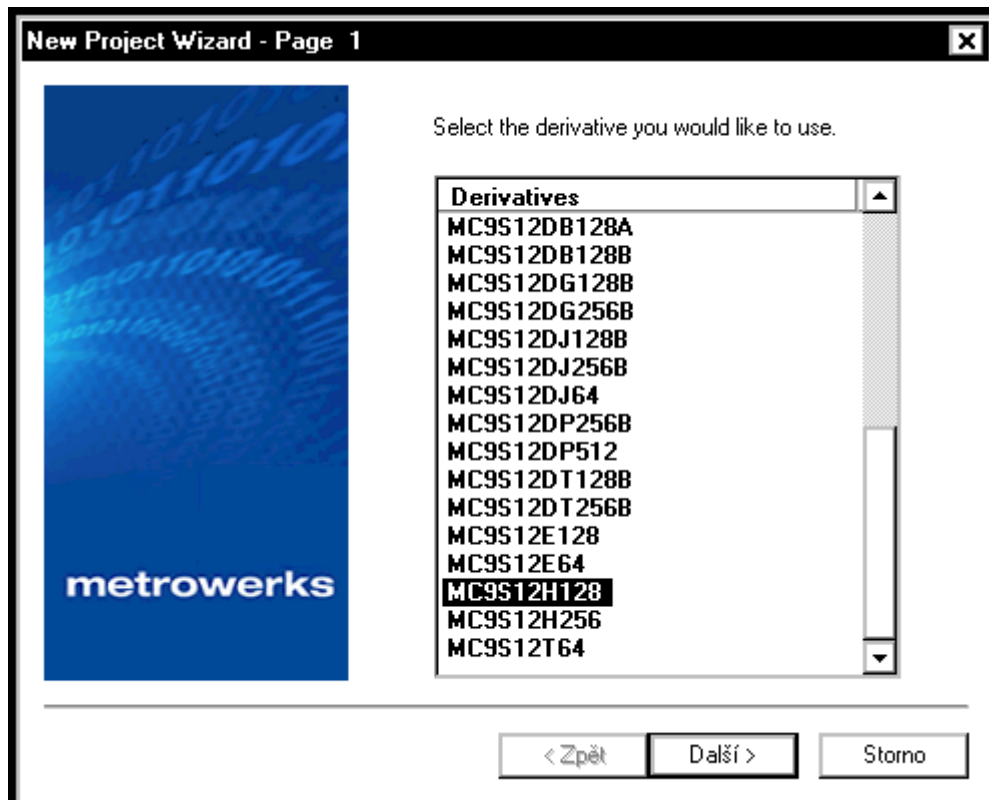 New Project Wizard - Page 1
Select the derivative you would like to use.
Derivatives
MC9S12DB128A
MC9S12DB128B
MC9S12DG128B
MC9S12DG256B
MC9S12DJ128B
MC9S12DJ256B
MC9S12DJ64
MC9S12DP256B
MC9S12DP512
MC9S12DT128B
MC9S12DT256B
MC9S12E128
MC9S12E64
MC9S12H128
MC9S12H256
MC9S12T64
metrowerks
< Zpět Další > Storno